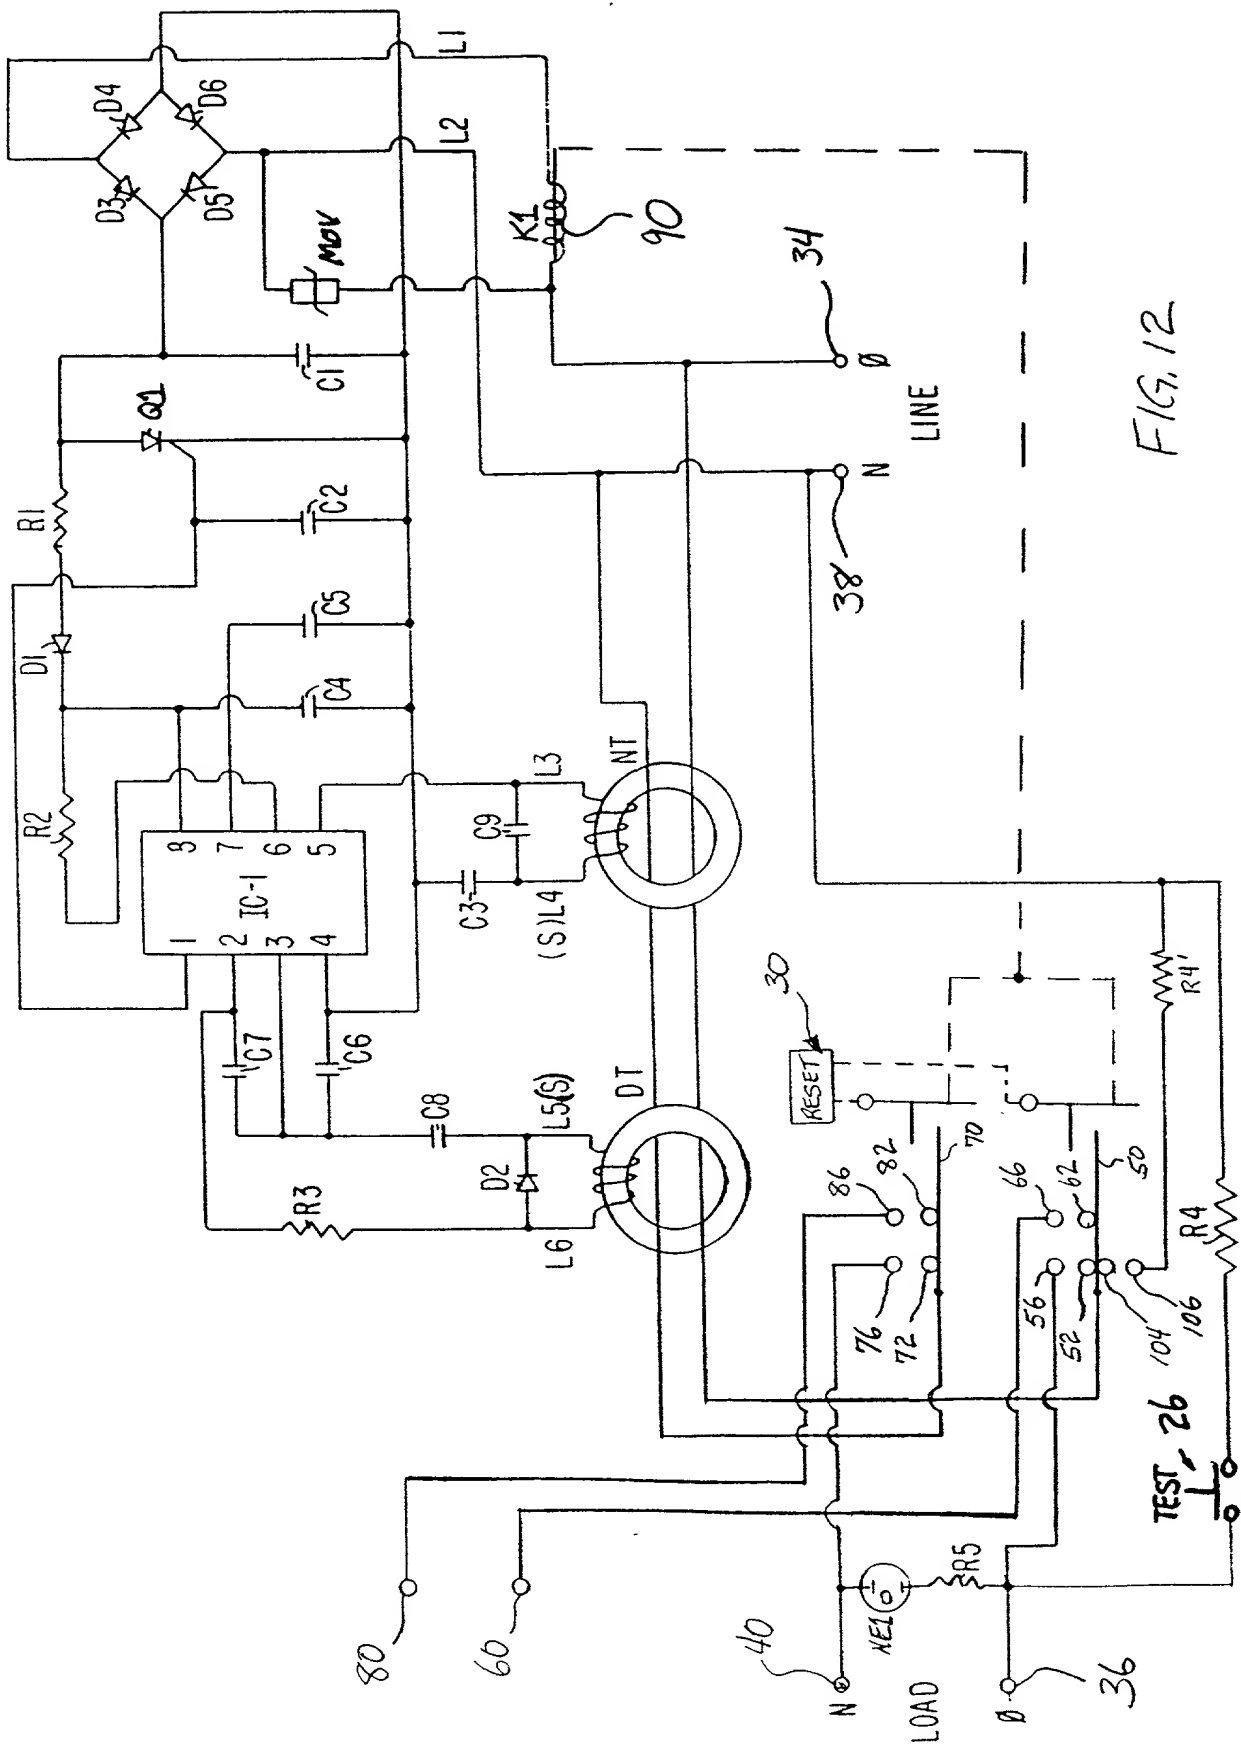 L1
D4
D6
L2
D3
D5
MOV
K1
90
34
Ø
LINE
N
38
FIG. 12
C1
Q1
R1
C2
D1
C5
C4
R2
8
7
6
5
IC-1
1
2
3
4
C9
L3
NT
C3
(S)L4
C7
C6
R3
C8
L5(S)
D2
L6
DT
30
RESET
R4'
86
82
70
66
62
50
76
72
56
52
104
106
R4
TEST
26
80
60
40
N
NE1
R5
LOAD
Ø
36